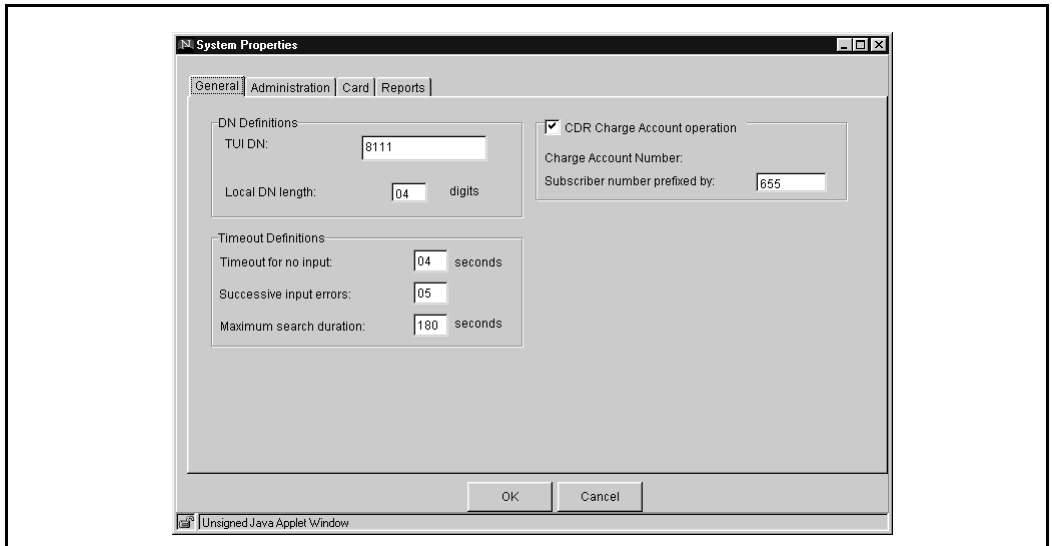 System Properties
General Administration Card Reports
DN Definitions
TUI DN: 8111
Local DN length: 04 digits
Timeout Definitions
Timeout for no input: 04 seconds
Successive input errors: 05
Maximum search duration: 180 seconds
CDR Charge Account operation
Charge Account Number:
Subscriber number prefixed by: 655
OK Cancel
Unsigned Java Applet Window